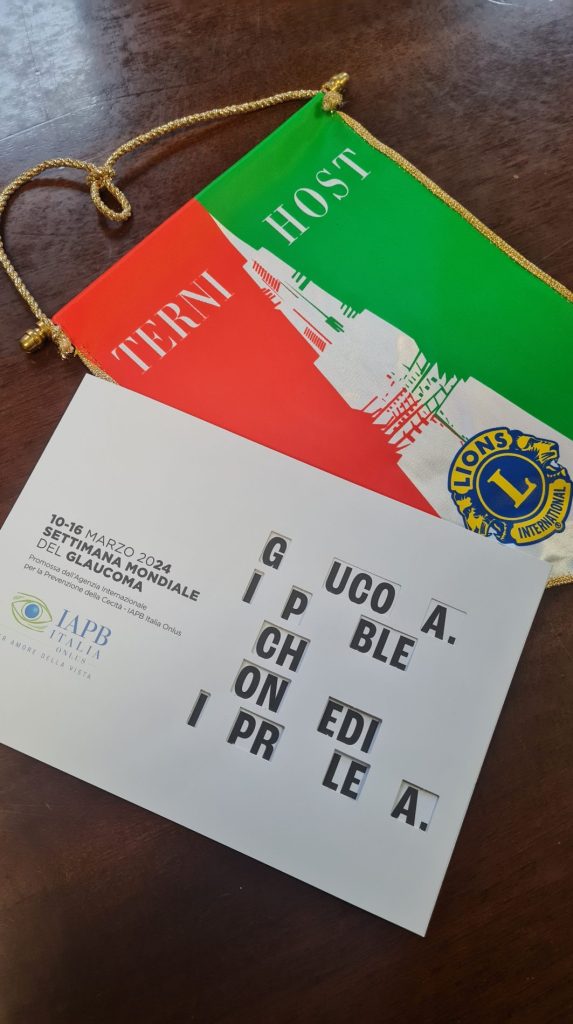 TERNI HOST
LIONS
L
INTERNATIONAL
10-16 MARZO 2024
SETTIMANA MONDIALE
DEL GLAUCOMA
Promossa dall'Agenzia Internazionale
per la Prevenzione della Cecità - IAPB Italia Onlus
IAPB
ITALIA
ONLUS
ER AMORE DELLA VISTA
G UCO A.
I P BLE
CH
ON EDI
I PR LE A.